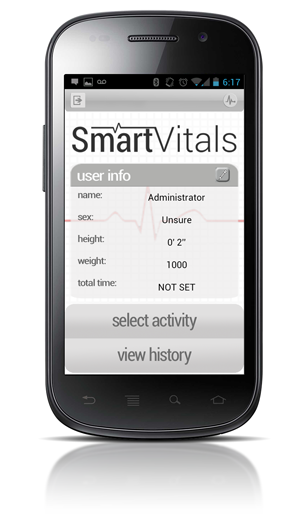 6:17
SmartVitals
user info
name: Administrator
sex: Unsure
height: 0' 2"
weight: 1000
total time: NOT SET
select activity
view history